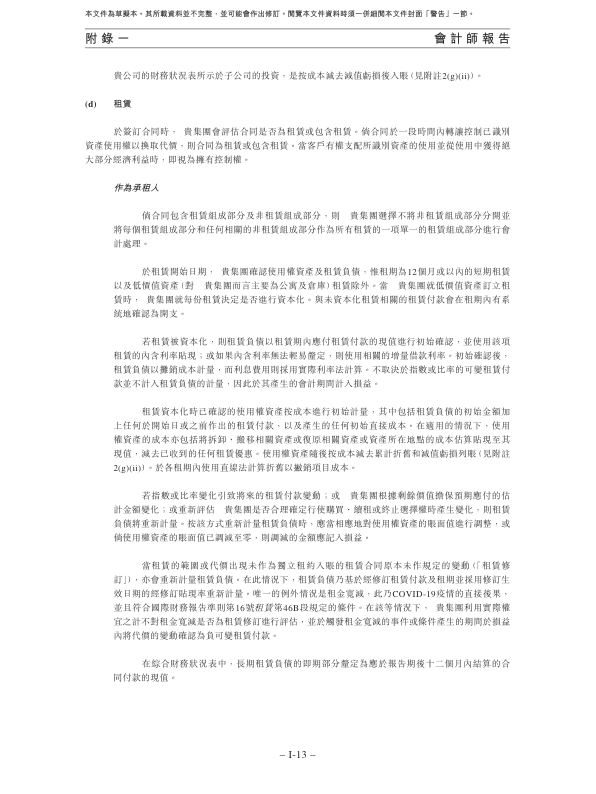 本文件為草擬本。其所載資料並不完整，並可能會作出修訂。閱覽本文件資料時須一併細閱本文件封面「警告」一節。
附錄一
會計師報告
貴公司的財務狀況表所示於子公司的投資，是按成本減去減值虧損後入賬（見附註2(g)(ii)）。
(d) 租賃
於簽訂合同時，　貴集團會評估合同是否為租賃或包含租賃。倘合同於一段時間內轉讓控制已識別
資產使用權以換取代價，則合同為租賃或包含租賃。當客戶有權支配所識別資產的使用並從使用中獲得絕
大部分經濟利益時，即視為擁有控制權。
作為承租人
倘合同包含租賃組成部分及非租賃組成部分，則　貴集團選擇不將非租賃組成部分分開並
將每個租賃組成部分和任何相關的非租賃組成部分作為所有租賃的一項單一的租賃組成部分進行會
計處理。
於租賃開始日期，　貴集團確認使用權資產及租賃負債，惟租期為12個月或以內的短期租賃
以及低價值資產（對　貴集團而言主要為公寓及倉庫）租賃除外。當　貴集團就低價值資產訂立租
賃時，　貴集團就每份租賃決定是否進行資本化。與未資本化租賃相關的租賃付款會在租期內有系
統地確認為開支。
若租賃被資本化，則租賃負債以租賃期內應付租賃付款的現值進行初始確認，並使用該項
租賃的內含利率貼現；或如果內含利率無法輕易釐定，則使用相關的增量借款利率。初始確認後，
租賃負債以攤銷成本計量，而利息費用則採用實際利率法計算。不取決於指數或比率的可變租賃付
款並不計入租賃負債的計量，因此於其產生的會計期間計入損益。
租賃資本化時已確認的使用權資產按成本進行初始計量，其中包括租賃負債的初始金額加
上任何於開始日或之前作出的租賃付款，以及產生的任何初始直接成本。在適用的情況下，使用
權資產的成本亦包括將拆卸、搬移相關資產或復原相關資產或資產所在地點的成本估算貼現至其
現值，減去已收到的任何租賃優惠。使用權資產隨後按成本減去累計折舊和減值虧損列賬（見附註
2(g)(ii)）。於各租期內使用直線法計算折舊以撇銷項目成本。
若指數或比率變化引致將來的租賃付款變動；或　貴集團根據剩餘價值擔保預期應付的估
計金額變化；或重新評估　貴集團是否合理確定行使購買、續租或終止選擇權時產生變化，則租賃
負債將重新計量。按該方式重新計量租賃負債時，應當相應地對使用權資產的賬面值進行調整，或
倘使用權資產的賬面值已調減至零，則調減的金額應記入損益。
當租賃的範圍或代價出現未作為獨立租約入賬的租賃合同原本未作規定的變動（「租賃修
訂」），亦會重新計量租賃負債。在此情況下，租賃負債乃基於經修訂租賃付款及租期並採用修訂生
效日期的經修訂貼現率重新計量。唯一的例外情況是租金寬減，此乃COVID-19疫情的直接後果，
並且符合國際財務報告準則第16號租賃第46B段規定的條件。在該等情況下，　貴集團利用實際權
宜之計不對租金寬減是否為租賃修訂進行評估，並於觸發租金寬減的事件或條件產生的期間於損益
內將代價的變動確認為負可變租賃付款。
在綜合財務狀況表中，長期租賃負債的即期部分釐定為應於報告期後十二個月內結算的合
同付款的現值。
– I-13 –